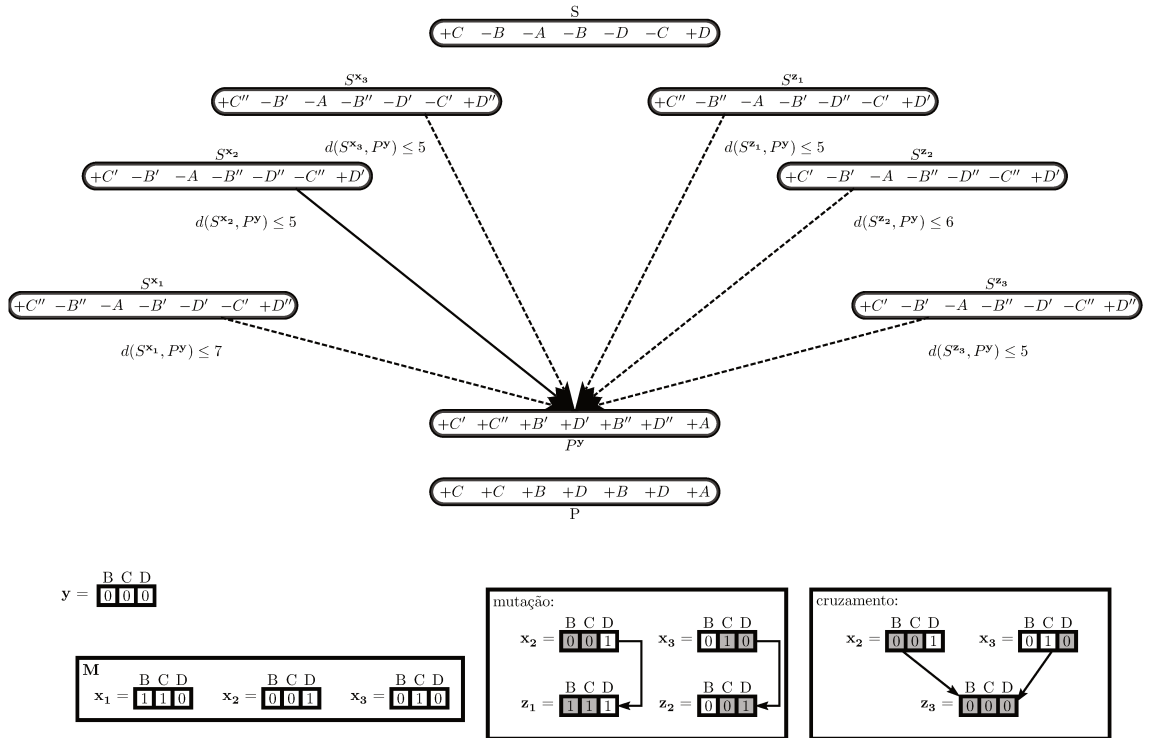 S
+C −B −A −B −D −C +D
S^x₃
+C″ −B′ −A −B″ −D′ −C′ +D″
S^z₁
+C″ −B″ −A −B′ −D″ −C′ +D′
d(S^x₃, P^y) ≤ 5
d(S^z₁, P^y) ≤ 5
S^x₂
+C′ −B′ −A −B″ −D″ −C″ +D′
S^z₂
+C′ −B′ −A −B″ −D″ −C″ +D′
d(S^x₂, P^y) ≤ 5
d(S^z₂, P^y) ≤ 6
S^x₁
+C″ −B″ −A −B′ −D′ −C′ +D″
S^z₃
+C′ −B′ −A −B″ −D′ −C″ +D″
d(S^x₁, P^y) ≤ 7
d(S^z₃, P^y) ≤ 5
+C′ +C″ +B′ +D′ +B″ +D″ +A
P^y
+C +C +B +D +B +D +A
P
B C D
y = 0 0 0
M
B C D
x₁ = 1 1 0
B C D
x₂ = 0 0 1
B C D
x₃ = 0 1 0
mutação:
B C D
x₂ = 0 0 1
B C D
x₃ = 0 1 0
B C D
z₁ = 1 1 1
B C D
z₂ = 0 0 1
cruzamento:
B C D
x₂ = 0 0 1
B C D
x₃ = 0 1 0
B C D
z₃ = 0 0 0